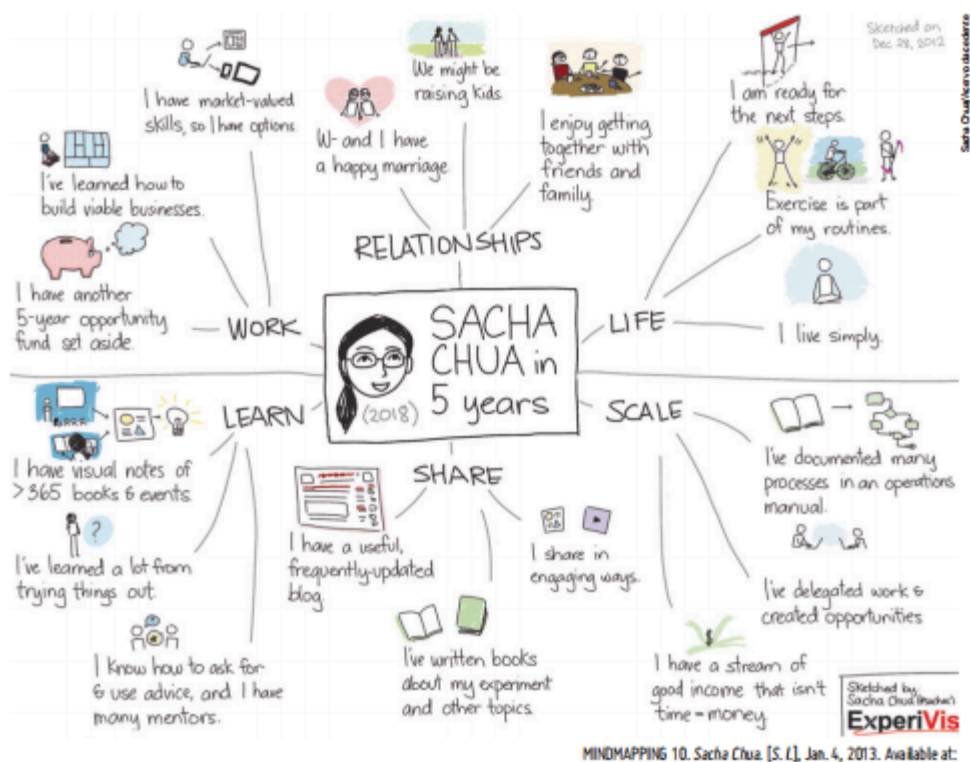 Sketched on
Dec 28, 2012
Sacha Chua/Acervo da cedente
I have market-valued
skills, so I have options.
I've learned how to
build viable businesses.
I have another
5-year opportunity
fund set aside.
WORK
W- and I have
a happy marriage.
We might be
raising kids.
I enjoy getting
together with
friends and
family.
RELATIONSHIPS
I am ready for
the next steps.
Exercise is part
of my routines.
I live simply.
LIFE
SACHA
CHUA in
5 years
(2018)
LEARN
I have visual notes of
>365 books & events.
?
I've learned a lot from
trying things out.
I know how to ask for
& use advice, and I have
many mentors.
SHARE
I have a useful,
frequently-updated
blog.
I've written books
about my experiment
and other topics.
I share in
engaging ways.
SCALE
I've documented many
processes in an operations
manual.
I've delegated work &
created opportunities
$
I have a stream of
good income that isn't
time = money.
Sketched by
Sacha Chua
ExperiVis
MINDMAPPING 10. Sacha Chua. [S. l.], Jan. 4, 2013. Available at: